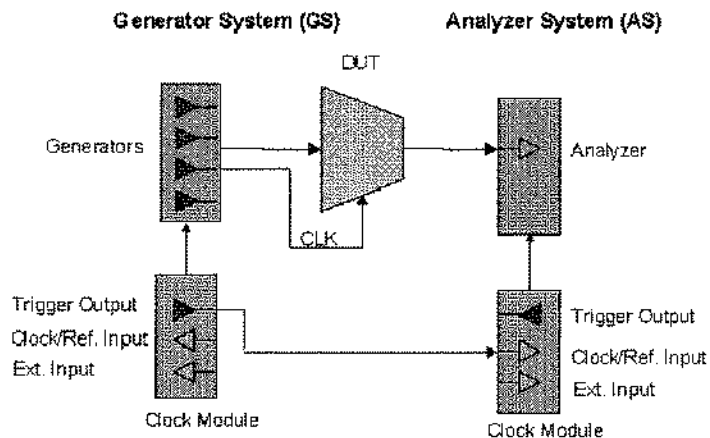 Generator System (GS)
Analyzer System (AS)
DUT
Generators
Analyzer
CLK
Trigger Output
Clock/Ref. Input
Ext. Input
Clock Module
Trigger Output
Clock/Ref. Input
Ext. Input
Clock Module